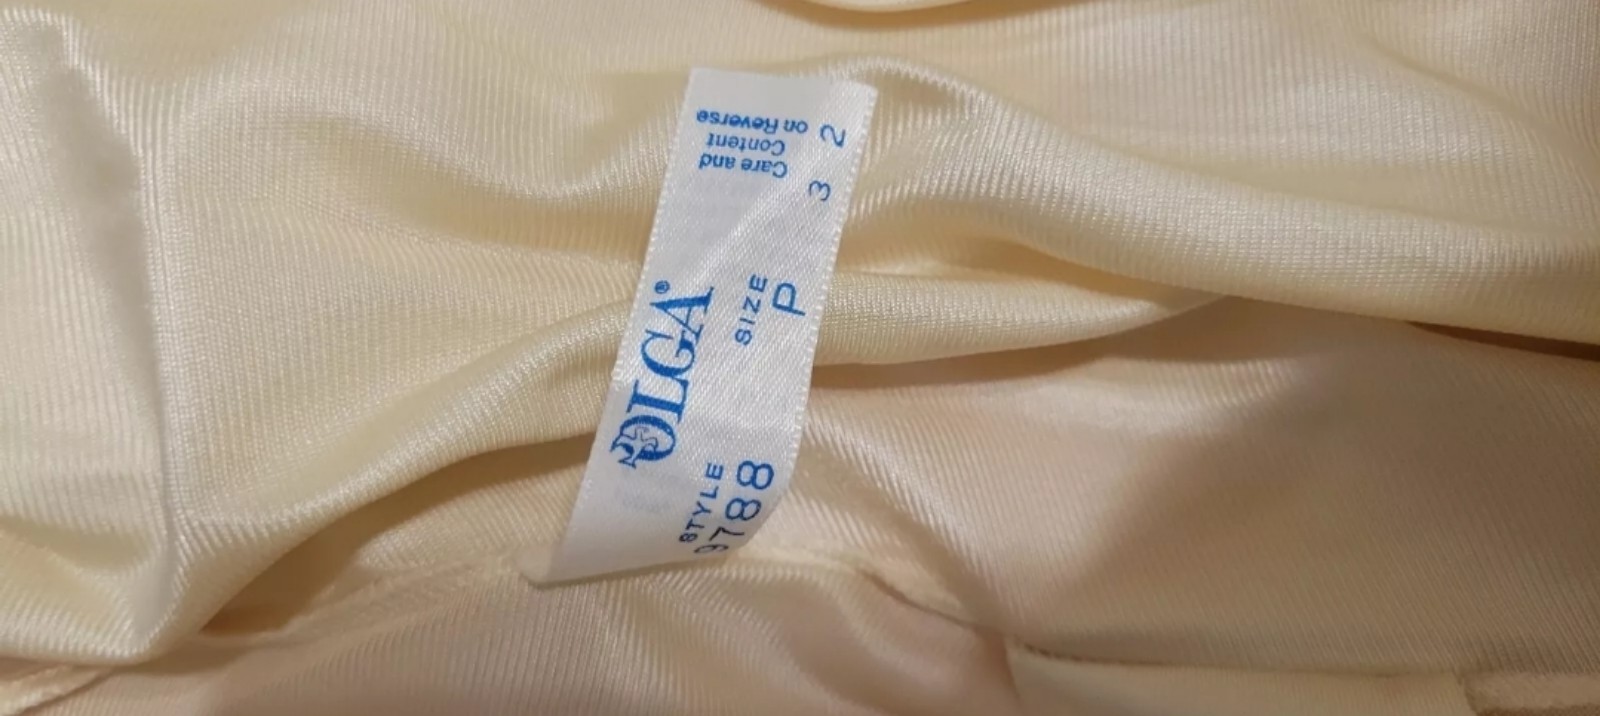 OLGA®
STYLE SIZE
9788 P 3 2
Care and
Content
on Reverse